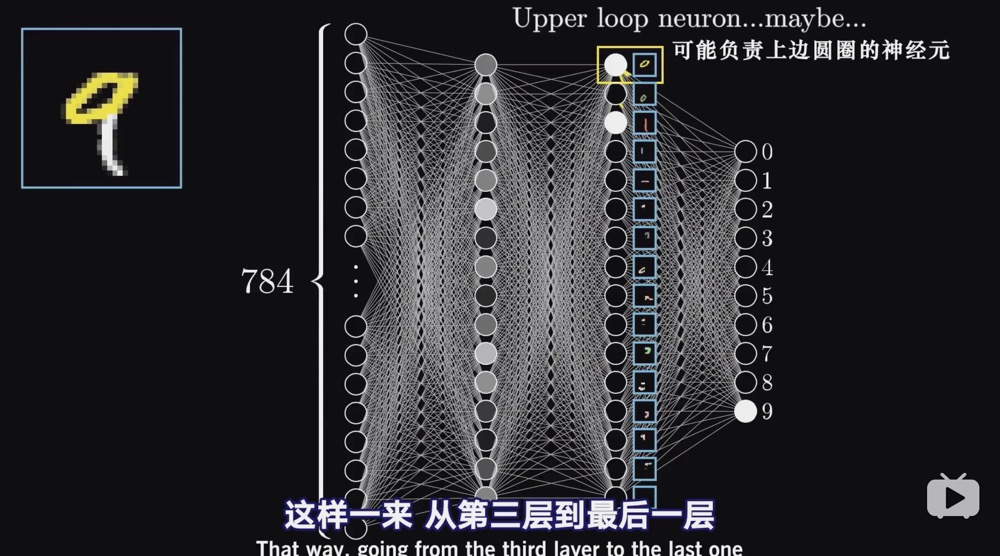 Upper loop neuron...maybe...
可能负责上边圆圈的神经元
784
0
1
2
3
4
5
6
7
8
9
这样一来 从第三层到最后一层
That way, going from the third layer to the last one